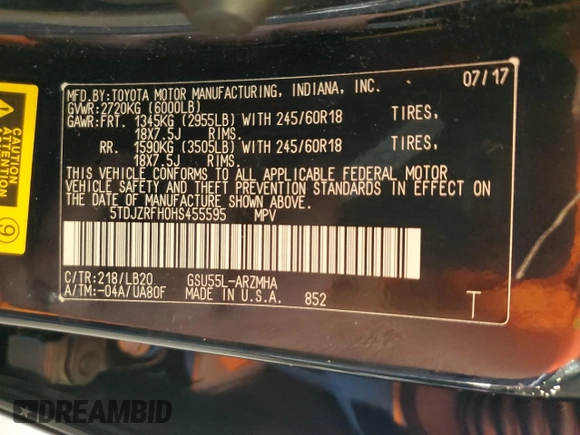 MFD.BY:TOYOTA MOTOR MANUFACTURING, INDIANA, INC. 07/17
GVWR:2720KG (6000LB)
GAWR:FRT. 1345KG (2955LB) WITH 245/60R18 TIRES,
18X7.5J RIMS.
RR. 1590KG (3505LB) WITH 245/60R18 TIRES,
18X7.5J RIMS.
THIS VEHICLE CONFORMS TO ALL APPLICABLE FEDERAL MOTOR
VEHICLE SAFETY AND THEFT PREVENTION STANDARDS IN EFFECT ON
THE DATE OF MANUFACTURE SHOWN ABOVE.
5TDJZRFH0HS455595 MPV
C/TR:218/LB20 GSU55L-ARZMHA
A/TM:-04A/UA80F MADE IN U.S.A. 852 T
CAUTION
9
DREAMBID